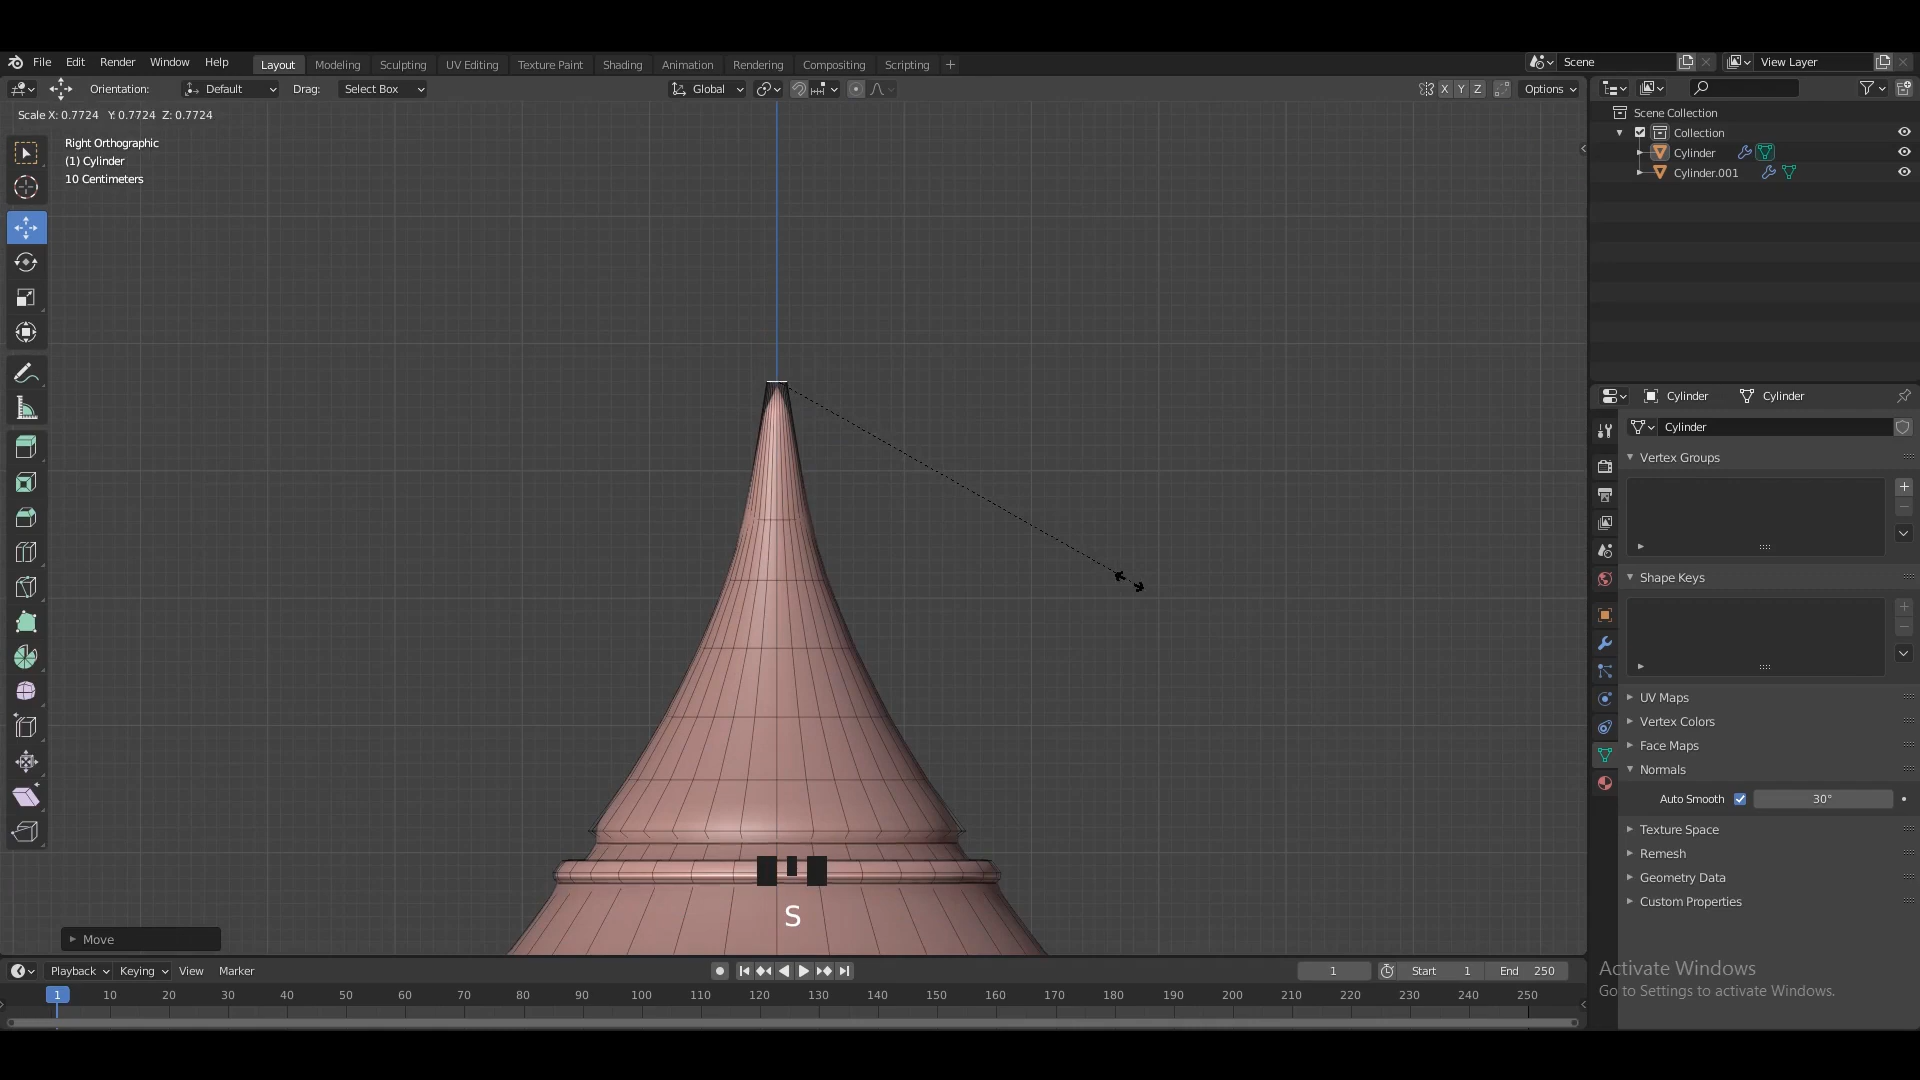 File Edit Render Window Help Layout Modeling Sculpting UV Editing Texture Paint Shading Animation Rendering Compositing Scripting + Scene View Layer
Orientation: Default Drag: Select Box Global X Y Z Options
Scale X: 0.7724 Y: 0.7724 Z: 0.7724
Right Orthographic
(1) Cylinder
10 Centimeters
Scene Collection
Collection
Cylinder
Cylinder.001
Cylinder Cylinder
Cylinder
Vertex Groups
Shape Keys
UV Maps
Vertex Colors
Face Maps
Normals
Auto Smooth 30°
Texture Space
Remesh
Geometry Data
Custom Properties
S
Move
Activate Windows
Go to Settings to activate Windows.
Playback Keying View Marker 1 Start 1 End 250
1 10 20 30 40 50 60 70 80 90 100 110 120 130 140 150 160 170 180 190 200 210 220 230 240 250